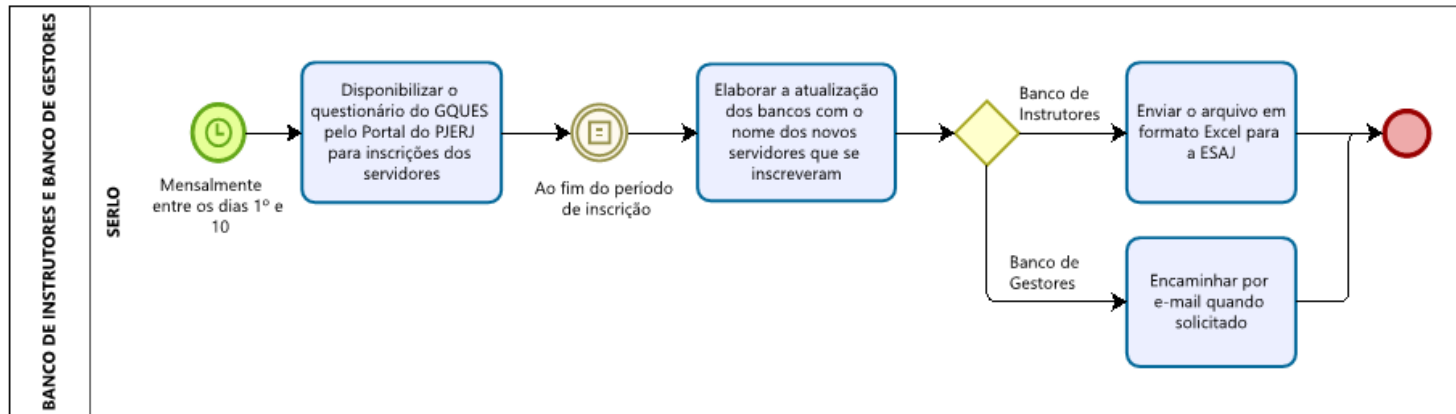 BANCO DE INSTRUTORES E BANCO DE GESTORES
SERLO
Mensalmente
entre os dias 1º e
10
Disponibilizar o
questionário do GQUES
pelo Portal do PJERJ
para inscrições dos
servidores
Ao fim do período
de inscrição
Elaborar a atualização
dos bancos com o
nome dos novos
servidores que se
inscreveram
Banco de
Instrutores
Enviar o arquivo em
formato Excel para
a ESAJ
Banco de
Gestores
Encaminhar por
e-mail quando
solicitado